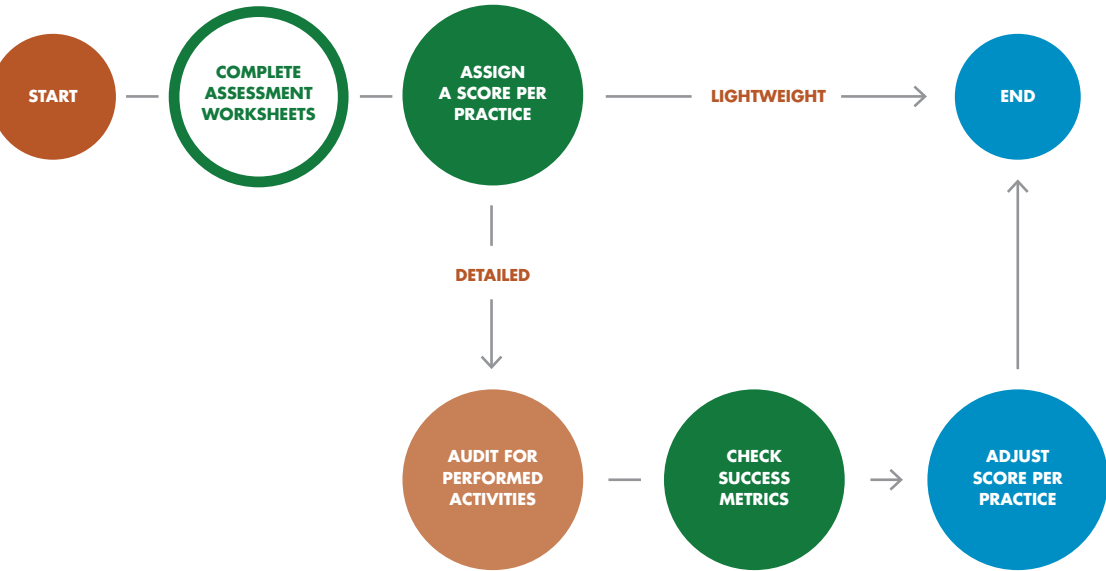 START
COMPLETE
ASSESSMENT
WORKSHEETS
ASSIGN
A SCORE PER
PRACTICE
LIGHTWEIGHT
END
DETAILED
AUDIT FOR
PERFORMED
ACTIVITIES
CHECK
SUCCESS
METRICS
ADJUST
SCORE PER
PRACTICE